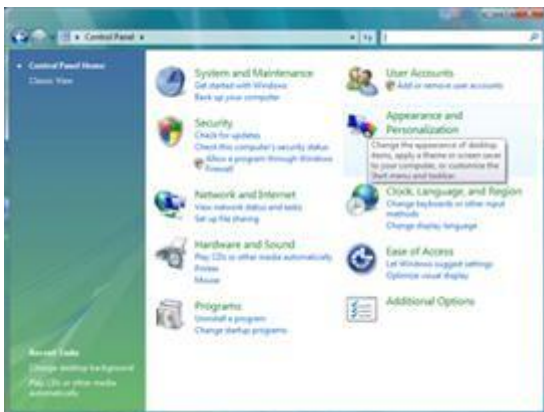 Control Panel
Control Panel Home
Classic View
System and Maintenance
Get started with Windows
Back up your computer
Security
Check for updates
Check this computer's security status
Allow a program through Windows
Firewall
Network and Internet
View network status and tasks
Set up file sharing
Hardware and Sound
Play CDs or other media automatically
Printer
Mouse
Programs
Uninstall a program
Change startup programs
User Accounts
Add or remove user accounts
Appearance and
Personalization
Change the appearance of desktop
items, apply a theme or screen saver
to your computer, or customize the
Start menu and taskbar.
Clock, Language, and Region
Change keyboards or other input
methods
Change display language
Ease of Access
Let Windows suggest settings
Optimize visual display
Additional Options
Recent Tasks
Change desktop background
Play CDs or other media
automatically